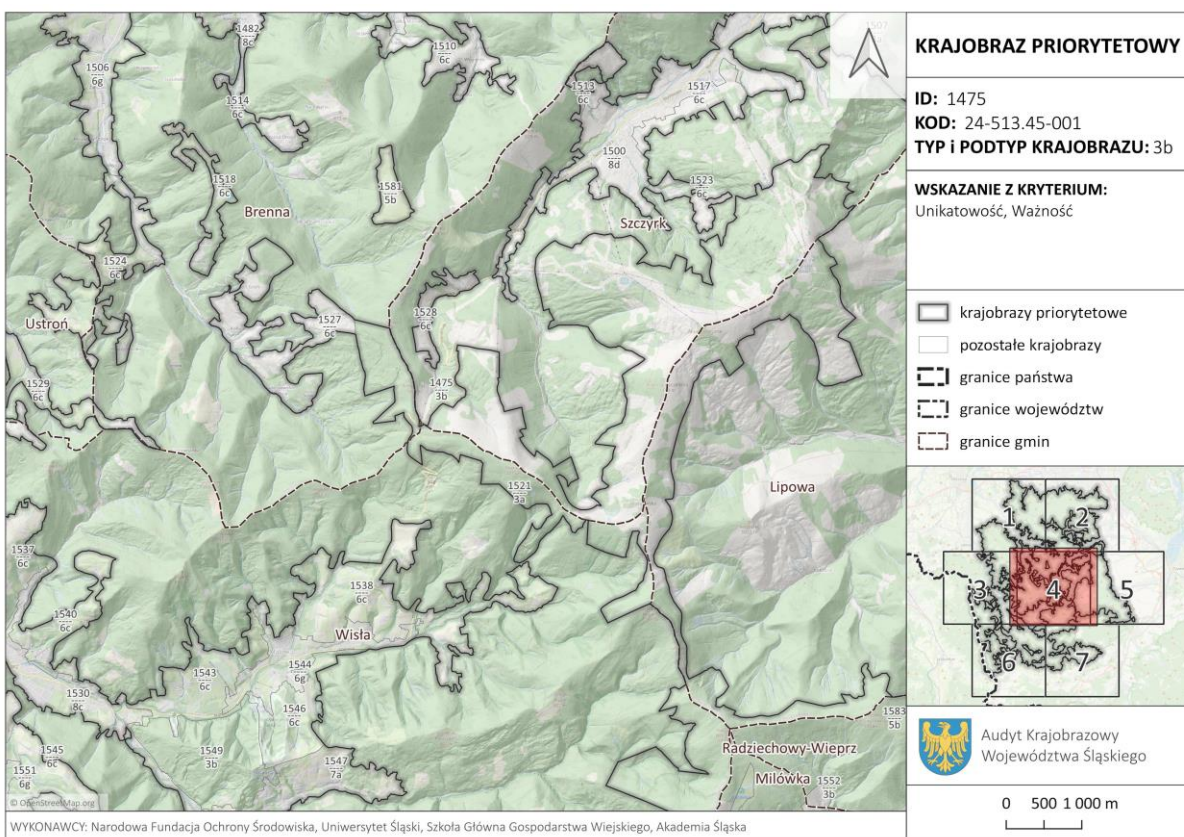 1507
1482
8c
1510
6c
1506
6g
1513
6c
1517
6c
1514
6c
1500
8d
1518
6c
1581
5b
1523
6c
Brenna
Szczyrk
1524
6c
Ustroń
1527
6c
1528
6c
1529
6c
1475
3b
1521
3a
Lipowa
1537
6c
1538
6c
1540
6c
Wisła
1543
6c
1544
6g
1530
8c
1546
6c
1583
5b
1545
6c
1549
3b
1547
7a
Radziechowy-Wieprz
1551
6g
Milówka
1552
3b
© OpenStreetMap.org
WYKONAWCY: Narodowa Fundacja Ochrony Środowiska, Uniwersytet Śląski, Szkoła Główna Gospodarstwa Wiejskiego, Akademia Śląska
KRAJOBRAZ PRIORYTETOWY
ID: 1475
KOD: 24-513.45-001
TYP i PODTYP KRAJOBRAZU: 3b
WSKAZANIE Z KRYTERIUM:
Unikatowość, Ważność
krajobrazy priorytetowe
pozostałe krajobrazy
granice państwa
granice województw
granice gmin
1
2
3
4
5
6
7
Audyt Krajobrazowy
Województwa Śląskiego
0 500 1 000 m